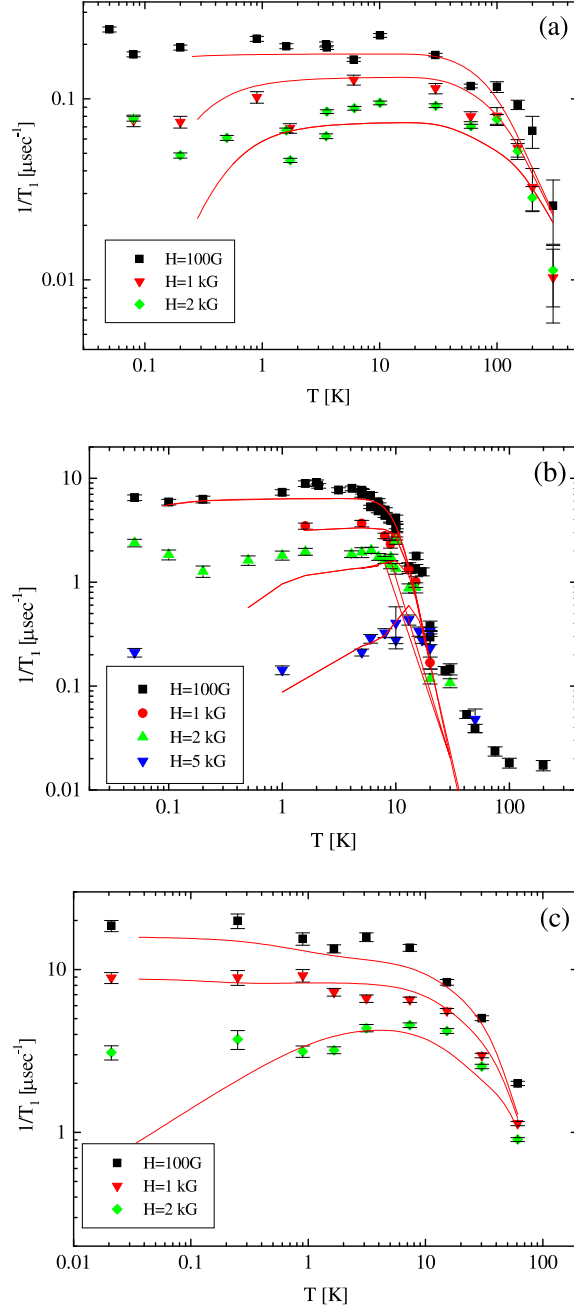 (a)
0.1
0.01
1/T1 [μsec-1]
H=100G
H=1 kG
H=2 kG
0.1
1
10
100
T [K]
(b)
10
1
0.1
0.01
1/T1 [μsec-1]
H=100G
H=1 kG
H=2 kG
H=5 kG
0.1
1
10
100
T [K]
(c)
10
1
1/T1 [μsec-1]
H=100G
H=1 kG
H=2 kG
0.01
0.1
1
10
100
T [K]